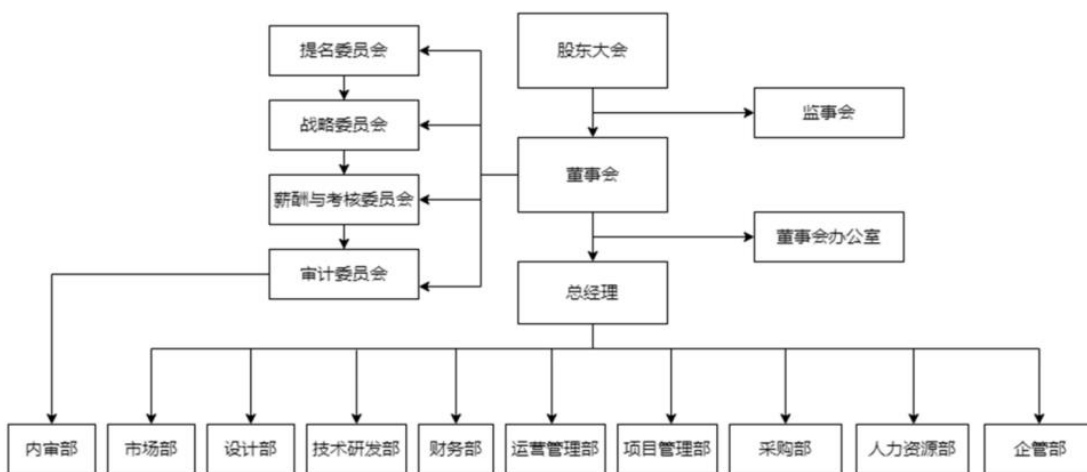 提名委员会
股东大会
战略委员会
监事会
董事会
薪酬与考核委员会
董事会办公室
审计委员会
总经理
内审部
市场部
设计部
技术研发部
财务部
运营管理部
项目管理部
采购部
人力资源部
企管部